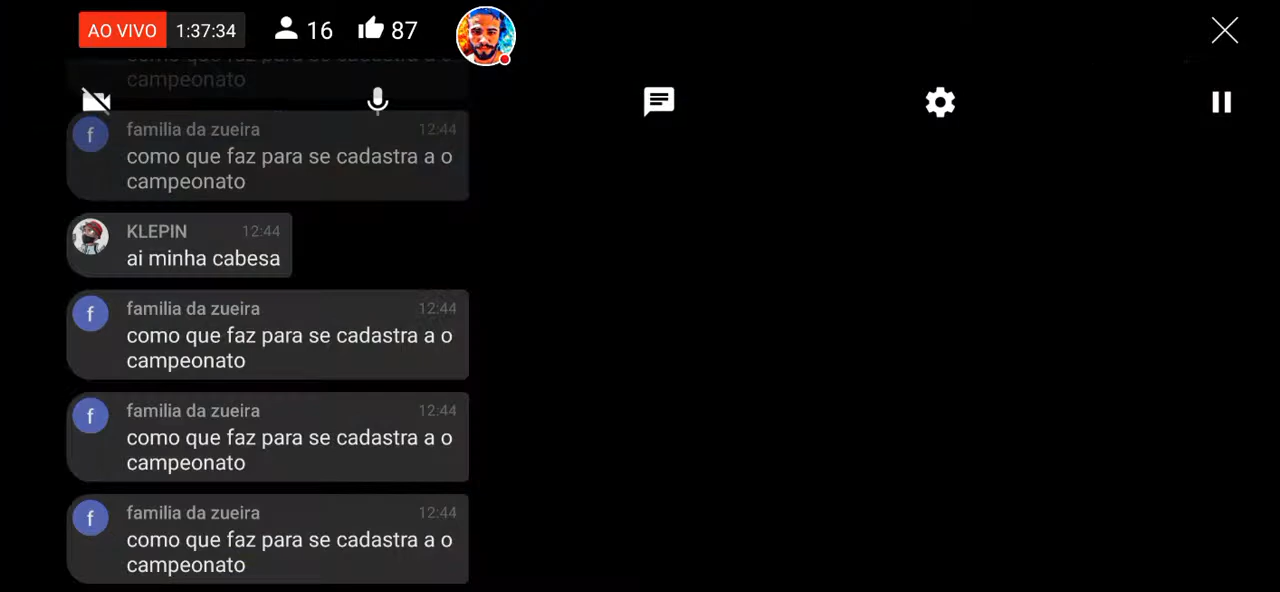 AO VIVO 1:37:34 16 87
campeonato
f familia da zueira 12:44
como que faz para se cadastra a o
campeonato
KLEPIN 12:44
ai minha cabesa
f familia da zueira 12:44
como que faz para se cadastra a o
campeonato
f familia da zueira 12:44
como que faz para se cadastra a o
campeonato
f familia da zueira 12:44
como que faz para se cadastra a o
campeonato